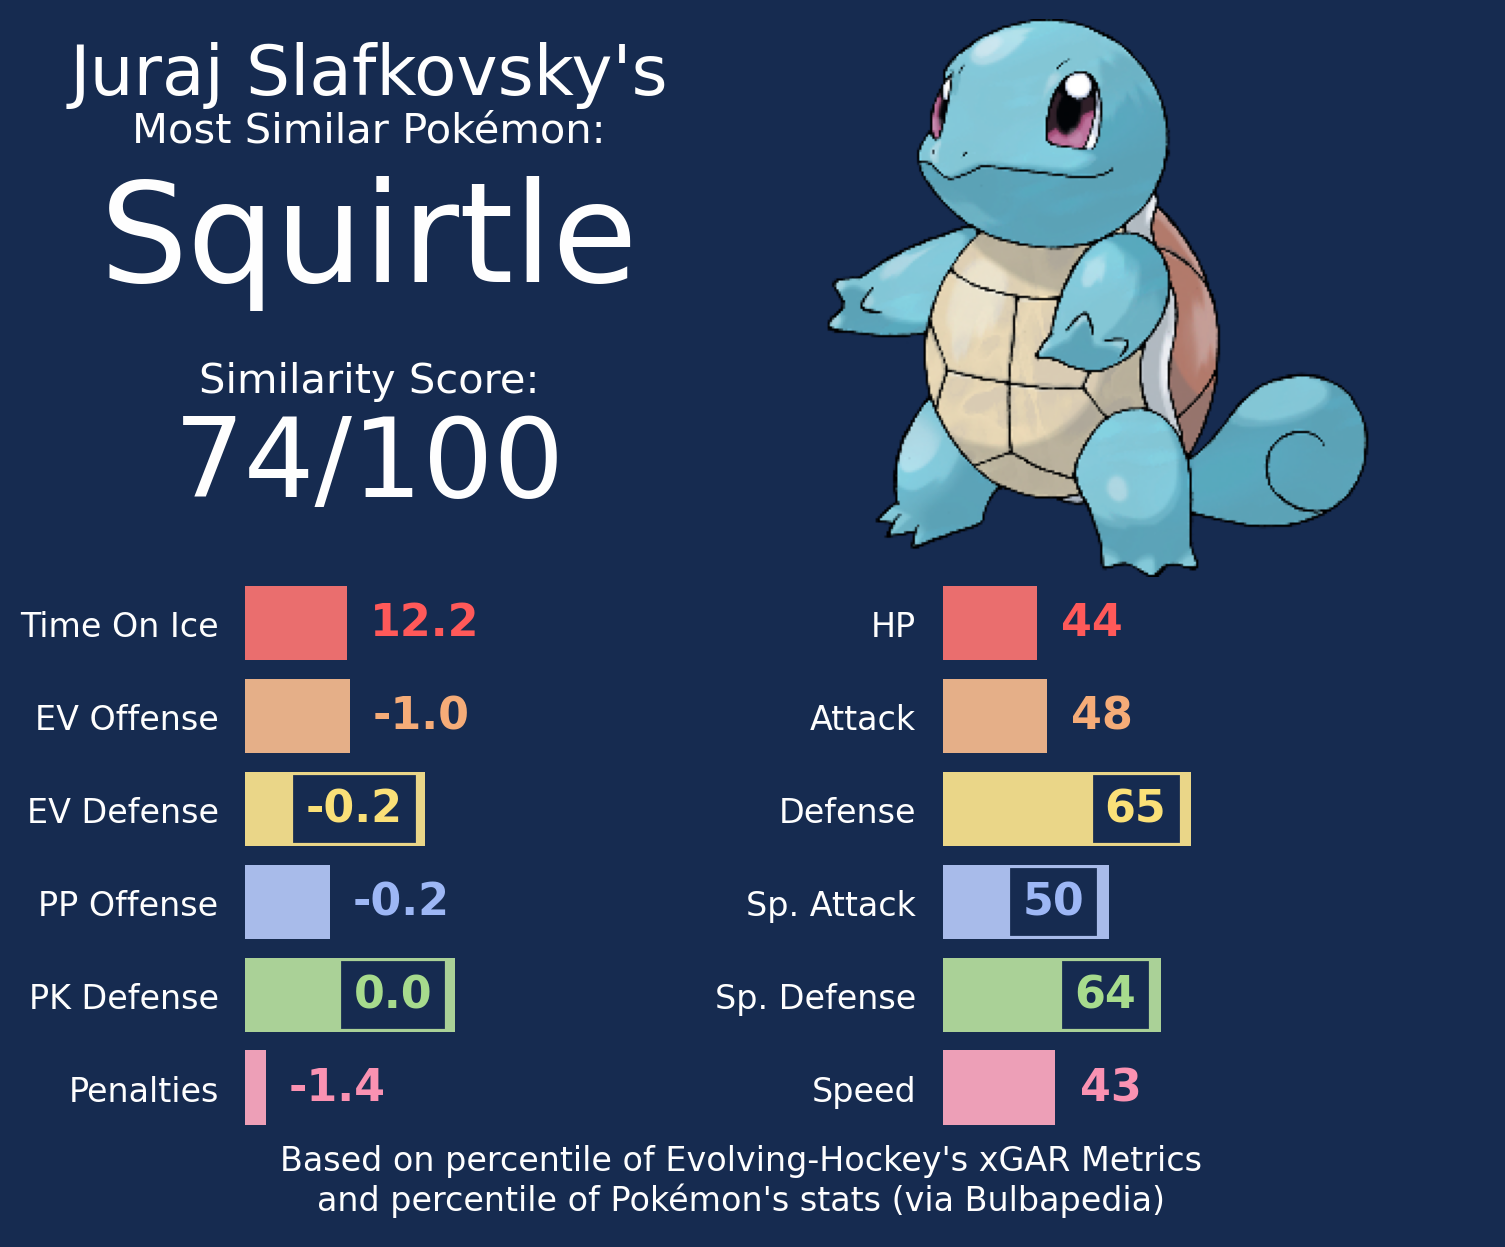 Juraj Slafkovsky's
Most Similar Pokémon:
Squirtle
Similarity Score:
74/100
Time On Ice 12.2
EV Offense -1.0
EV Defense -0.2
PP Offense -0.2
PK Defense 0.0
Penalties -1.4
HP 44
Attack 48
Defense 65
Sp. Attack 50
Sp. Defense 64
Speed 43
Based on percentile of Evolving-Hockey's xGAR Metrics
and percentile of Pokémon's stats (via Bulbapedia)